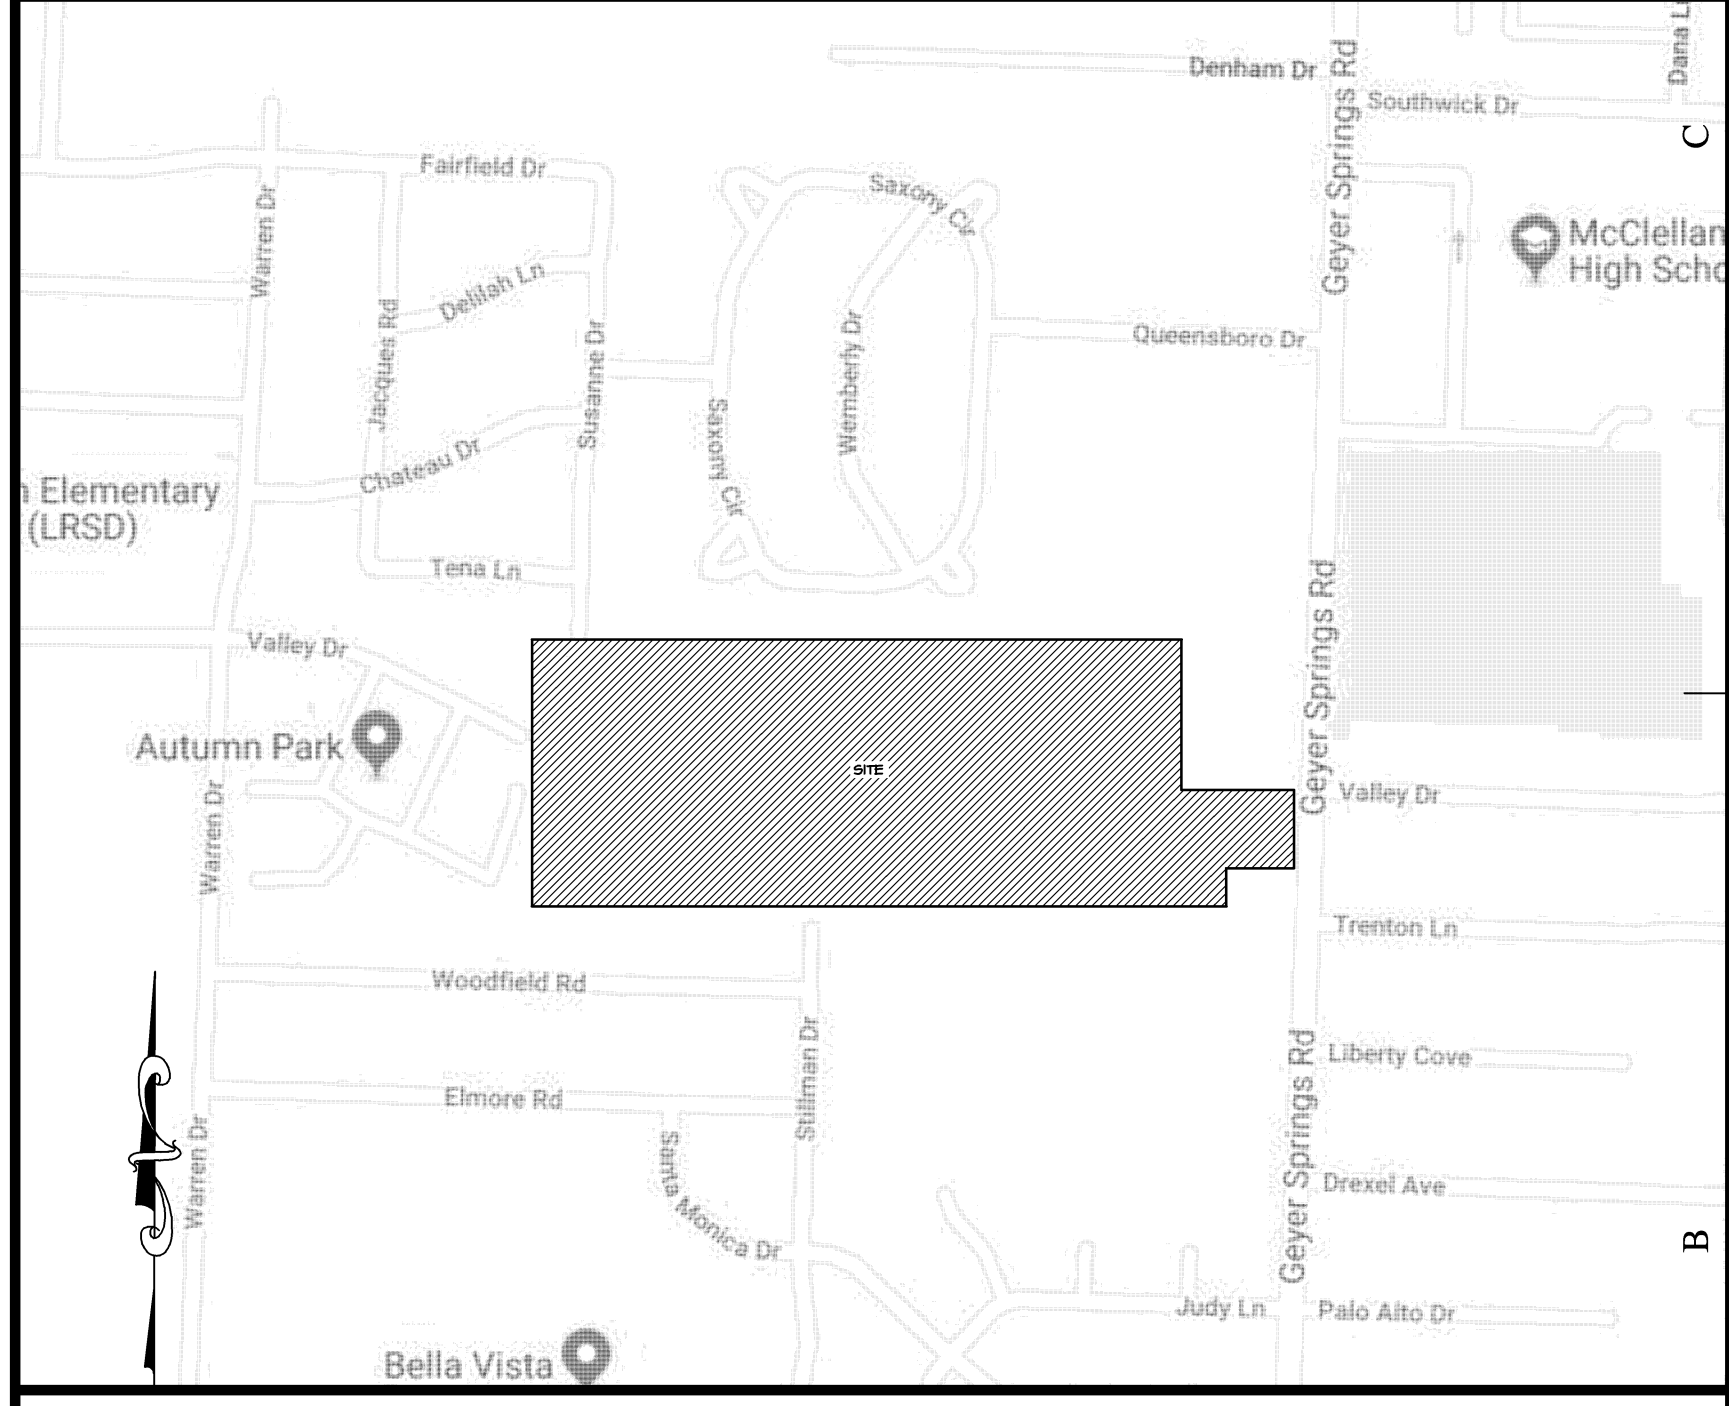 Dana L
Denham Dr
Geyer Springs Rd
Southwick Dr
C
Fairfield Dr
Saxony Cir
Warren Dr
McClellan
High Scho
Delilah Ln
Jacques Rd
Susanne Dr
Wemberly Dr
Queensboro Dr
Saxony Cir
Chateau Dr
n Elementary
(LRSD)
Tena Ln
Geyer Springs Rd
Valley Dr
Autumn Park
SITE
Warren Dr
Valley Dr
Trenton Ln
Woodfield Rd
Stillman Dr
Geyer Springs Rd
Liberty Cove
Elmore Rd
Warren Dr
Santa Monica Dr
Drexel Ave
B
Judy Ln
Palo Alto Dr
Bella Vista